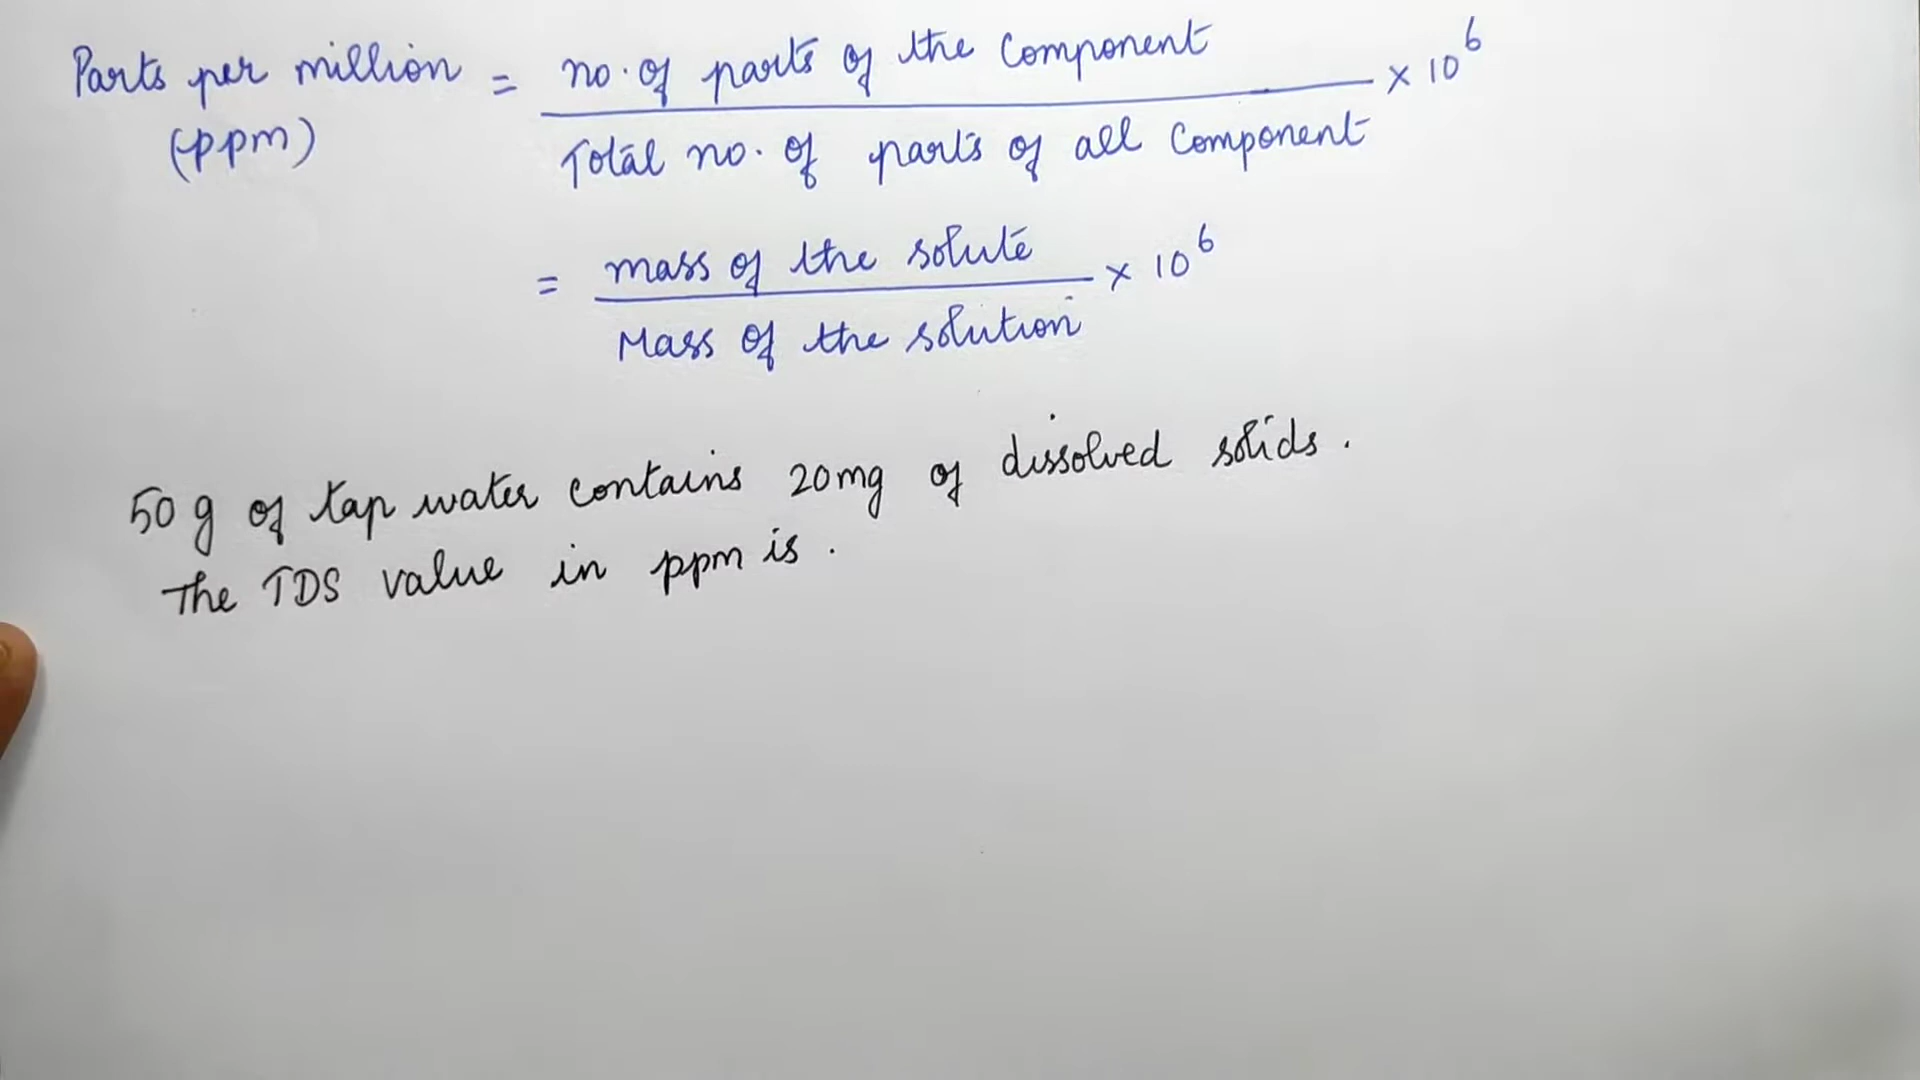 Parts per million = no. of parts of the component × 10⁶
(ppm) Total no. of parts of all Component
= mass of the solute × 10⁶
Mass of the solution
50 g of tap water contains 20mg of dissolved solids.
The TDS value in ppm is.